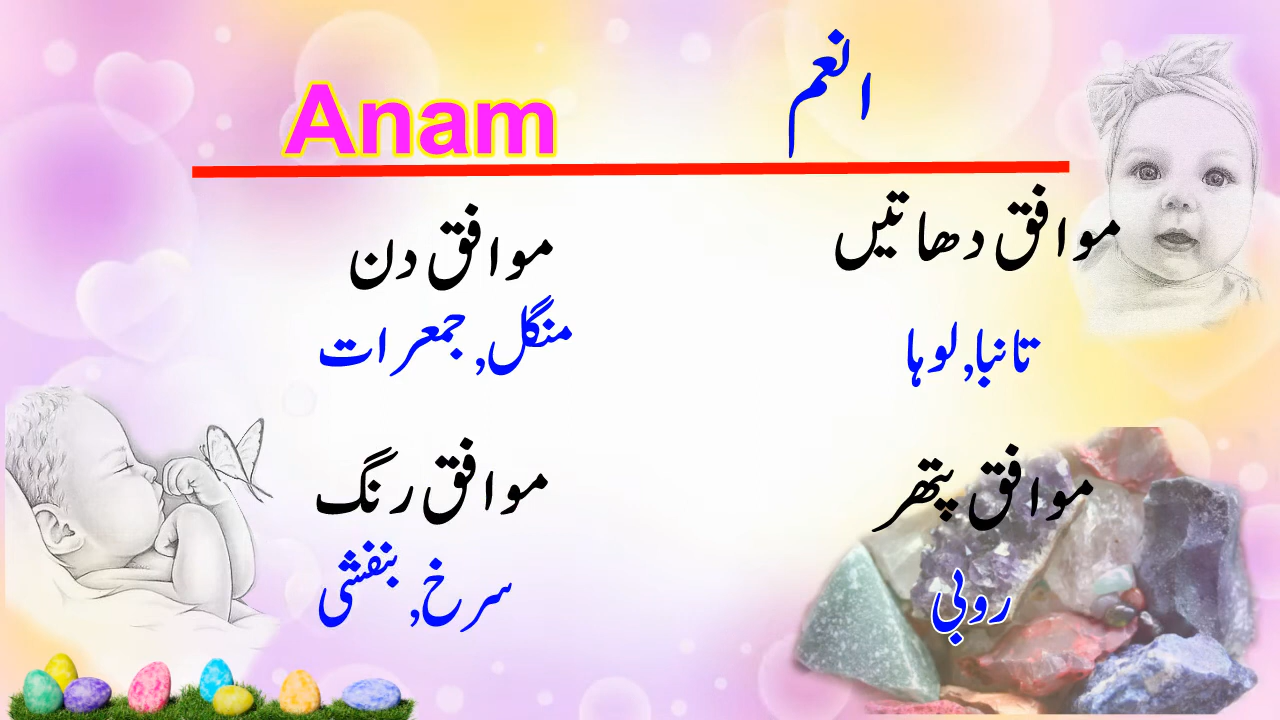 Anam
انعم
موافق دھاتیں
تانبا, لوہا
موافق دن
منگل, جمعرات
موافق پتھر
روبی
موافق رنگ
سرخ, بنفشی